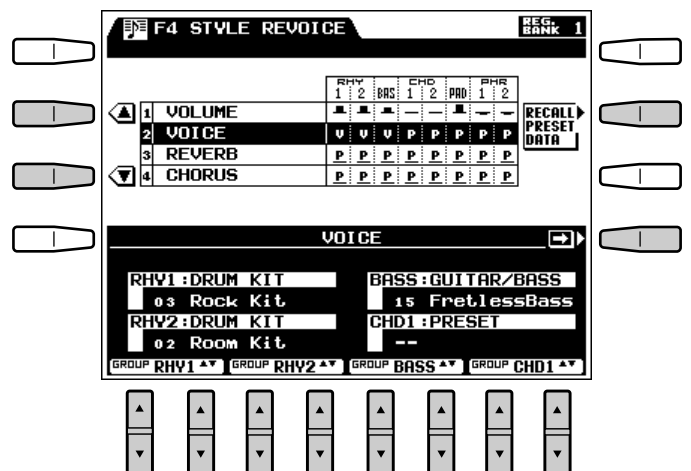 F4 STYLE REVOICE REG. BANK 1
RHY CHD PHR
1 2 BAS 1 2 PAD 1 2
1 VOLUME
2 VOICE V V V P P P P P
3 REVERB P P P P P P P P
4 CHORUS P P P P P P P P
RECALL
PRESET
DATA
VOICE
RHY1:DRUM KIT BASS:GUITAR/BASS
03 Rock Kit 15 FretlessBass
RHY2:DRUM KIT CHD1:PRESET
02 Room Kit --
GROUP RHY1 GROUP RHY2 GROUP BASS GROUP CHD1